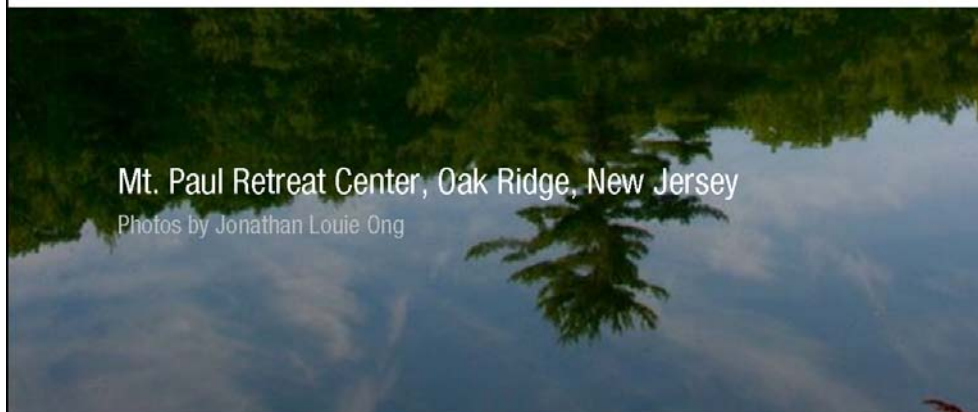 Mt. Paul Retreat Center, Oak Ridge, New Jersey
Photos by Jonathan Louie Ong